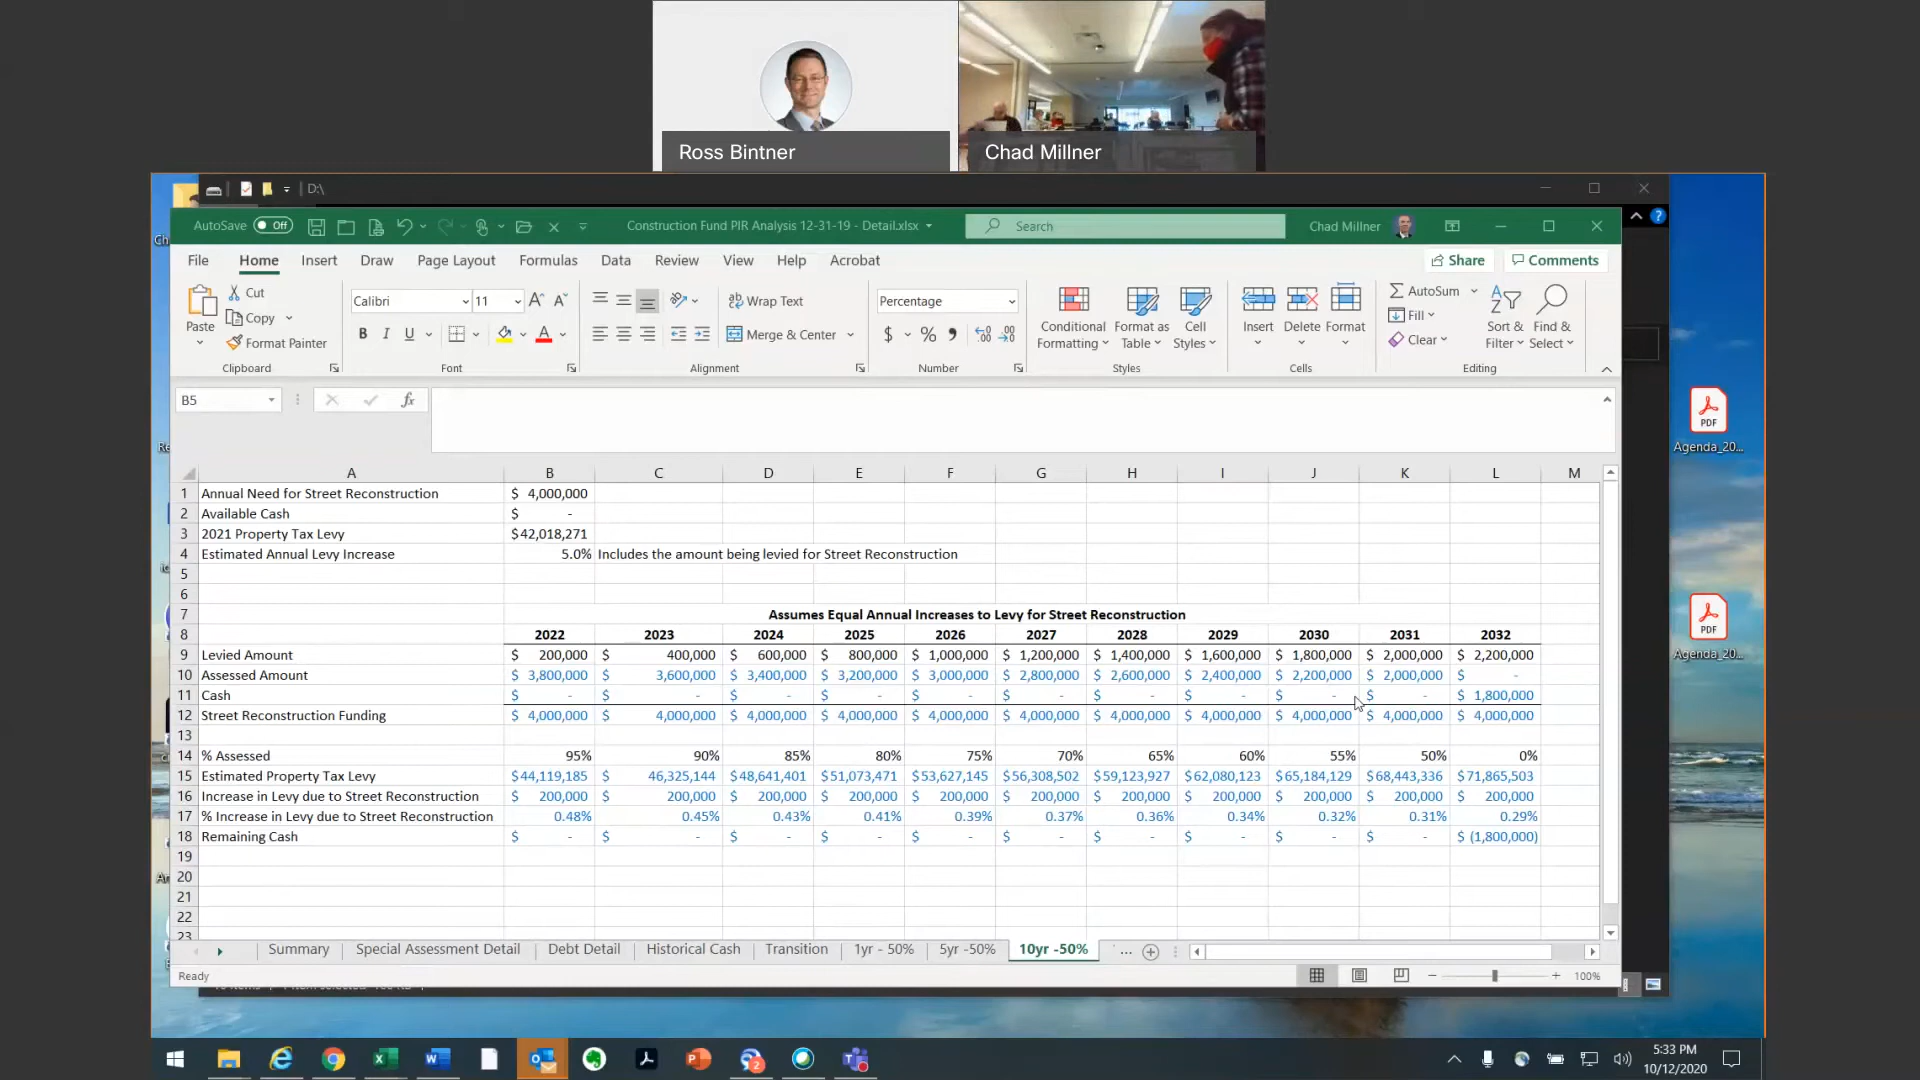 Ross Bintner
Chad Millner
D:\
AutoSave Off
Construction Fund PIR Analysis 12-31-19 - Detail.xlsx
Search
Chad Millner
File Home Insert Draw Page Layout Formulas Data Review View Help Acrobat
Share Comments
Paste
Cut
Copy
Format Painter
Clipboard
Calibri 11
B I U
Font
Wrap Text
Merge & Center
Alignment
Percentage
$ % ,
Number
Conditional Formatting
Format as Table
Cell Styles
Styles
Insert Delete Format
Cells
AutoSum
Fill
Clear
Sort & Filter
Find & Select
Editing
B5 fx
A B C D E F G H I J K L M
1 Annual Need for Street Reconstruction $ 4,000,000
2 Available Cash $ -
3 2021 Property Tax Levy $42,018,271
4 Estimated Annual Levy Increase 5.0% Includes the amount being levied for Street Reconstruction
5
6
7 Assumes Equal Annual Increases to Levy for Street Reconstruction
8 2022 2023 2024 2025 2026 2027 2028 2029 2030 2031 2032
9 Levied Amount $ 200,000 $ 400,000 $ 600,000 $ 800,000 $ 1,000,000 $ 1,200,000 $ 1,400,000 $ 1,600,000 $ 1,800,000 $ 2,000,000 $ 2,200,000
10 Assessed Amount $ 3,800,000 $ 3,600,000 $ 3,400,000 $ 3,200,000 $ 3,000,000 $ 2,800,000 $ 2,600,000 $ 2,400,000 $ 2,200,000 $ 2,000,000 $ -
11 Cash $ - $ - $ - $ - $ - $ - $ - $ - $ - $ - $ 1,800,000
12 Street Reconstruction Funding $ 4,000,000 $ 4,000,000 $ 4,000,000 $ 4,000,000 $ 4,000,000 $ 4,000,000 $ 4,000,000 $ 4,000,000 $ 4,000,000 $ 4,000,000 $ 4,000,000
13
14 % Assessed 95% 90% 85% 80% 75% 70% 65% 60% 55% 50% 0%
15 Estimated Property Tax Levy $44,119,185 $ 46,325,144 $48,641,401 $51,073,471 $53,627,145 $56,308,502 $59,123,927 $62,080,123 $65,184,129 $68,443,336 $71,865,503
16 Increase in Levy due to Street Reconstruction $ 200,000 $ 200,000 $ 200,000 $ 200,000 $ 200,000 $ 200,000 $ 200,000 $ 200,000 $ 200,000 $ 200,000 $ 200,000
17 % Increase in Levy due to Street Reconstruction 0.48% 0.45% 0.43% 0.41% 0.39% 0.37% 0.36% 0.34% 0.32% 0.31% 0.29%
18 Remaining Cash $ - $ - $ - $ - $ - $ - $ - $ - $ - $ - $ (1,800,000)
19
20
21
22
23
Summary Special Assessment Detail Debt Detail Historical Cash Transition 1yr - 50% 5yr -50% 10yr -50% ...
Ready
100%
PDF
Agenda_20...
PDF
Agenda_20...
5:33 PM
10/12/2020